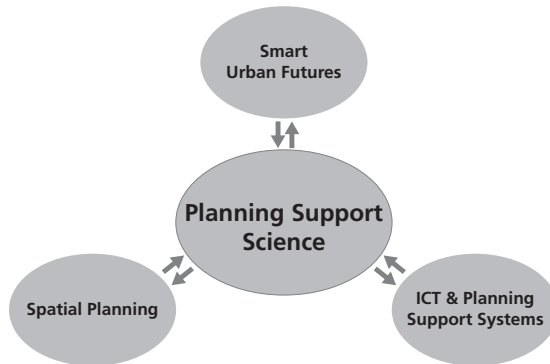 Smart
Urban Futures
Planning Support
Science
Spatial Planning
ICT & Planning
Support Systems